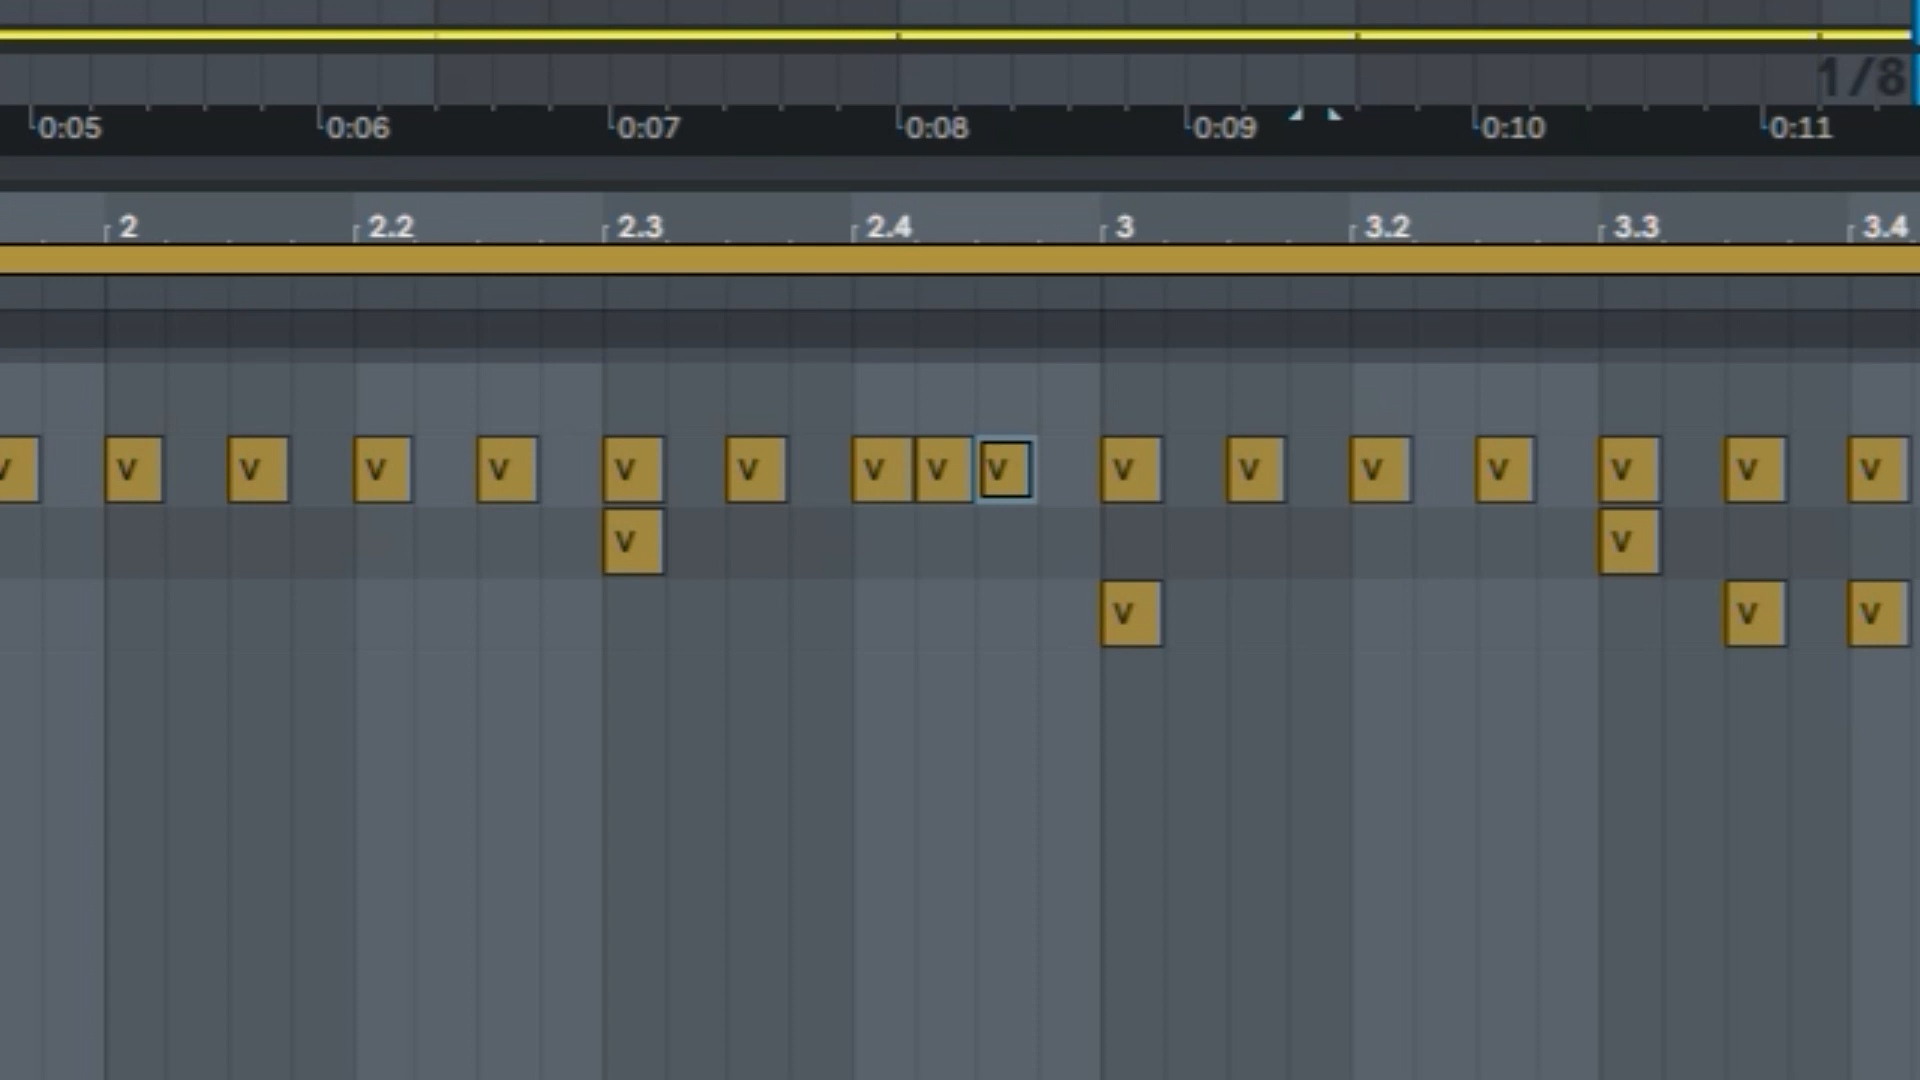 1/8
0:05 0:06 0:07 0:08 0:09 0:10 0:11
2 2.2 2.3 2.4 3 3.2 3.3 3.4
V V V V V V V V V V V V V V V V V
V V
V V V